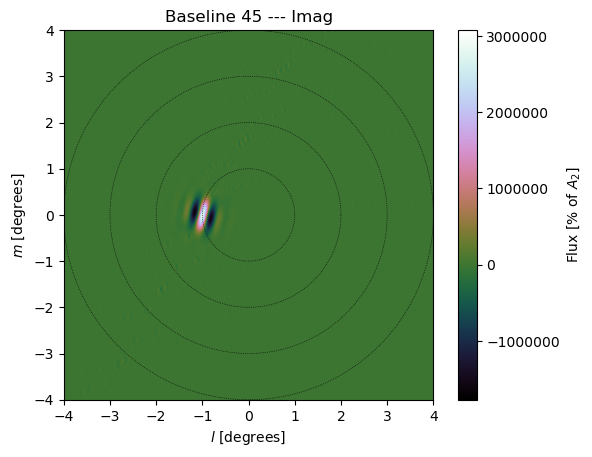 Baseline 45 --- Imag
4
3
2
1
0
−1
−2
−3
−4
m [degrees]
−4 −3 −2 −1 0 1 2 3 4
l [degrees]
3000000
2000000
1000000
0
−1000000
Flux [% of A₂]